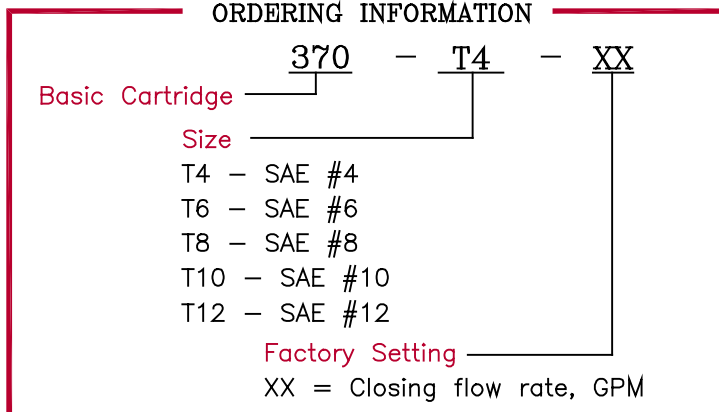 ORDERING INFORMATION
370 - T4 - XX
Basic Cartridge
Size
T4 - SAE #4
T6 - SAE #6
T8 - SAE #8
T10 - SAE #10
T12 - SAE #12
Factory Setting
XX = Closing flow rate, GPM